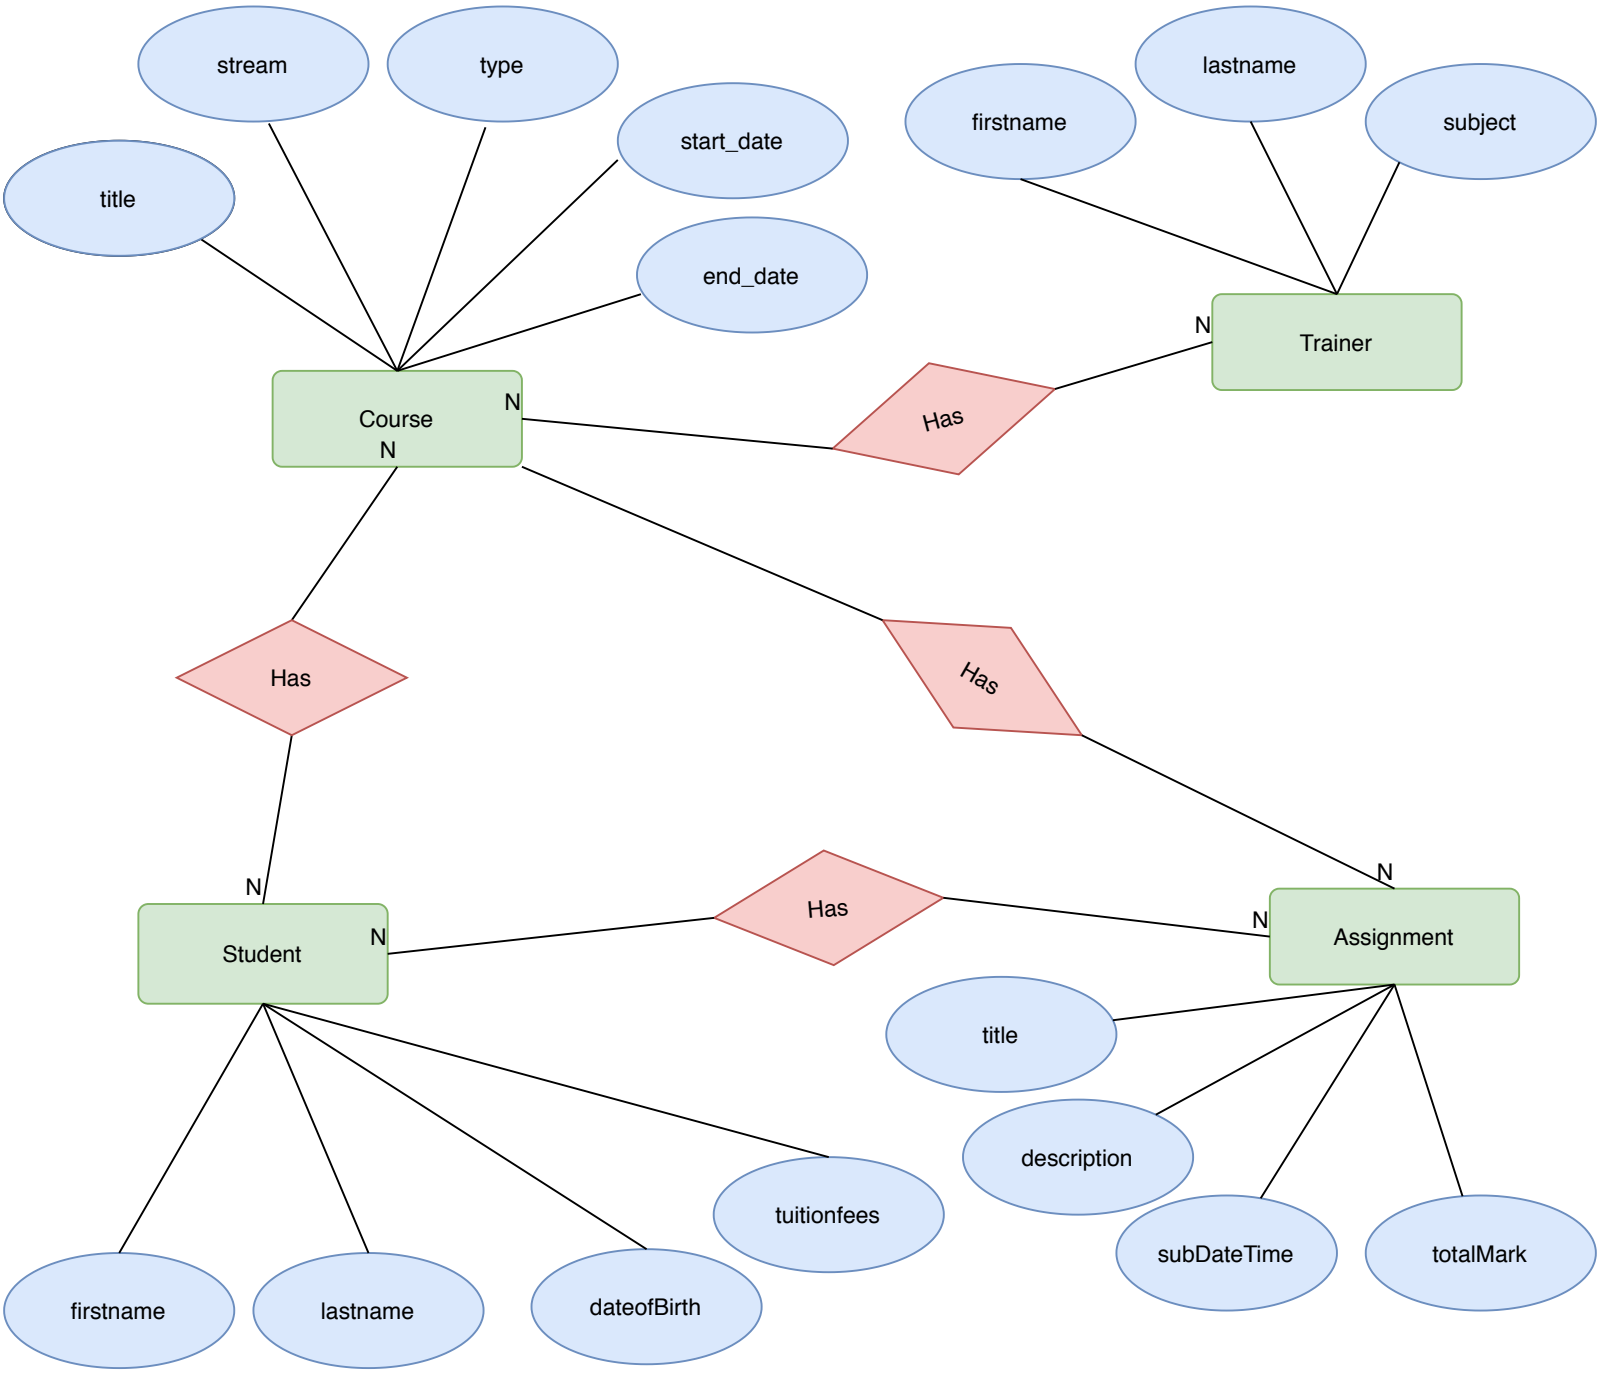 stream
type
lastname
firstname
subject
start_date
title
end_date
N
Trainer
N
Has
Course
N
Has
Has
N
N
Has
N
N
Assignment
Student
title
description
tuitionfees
subDateTime
totalMark
firstname
lastname
dateofBirth